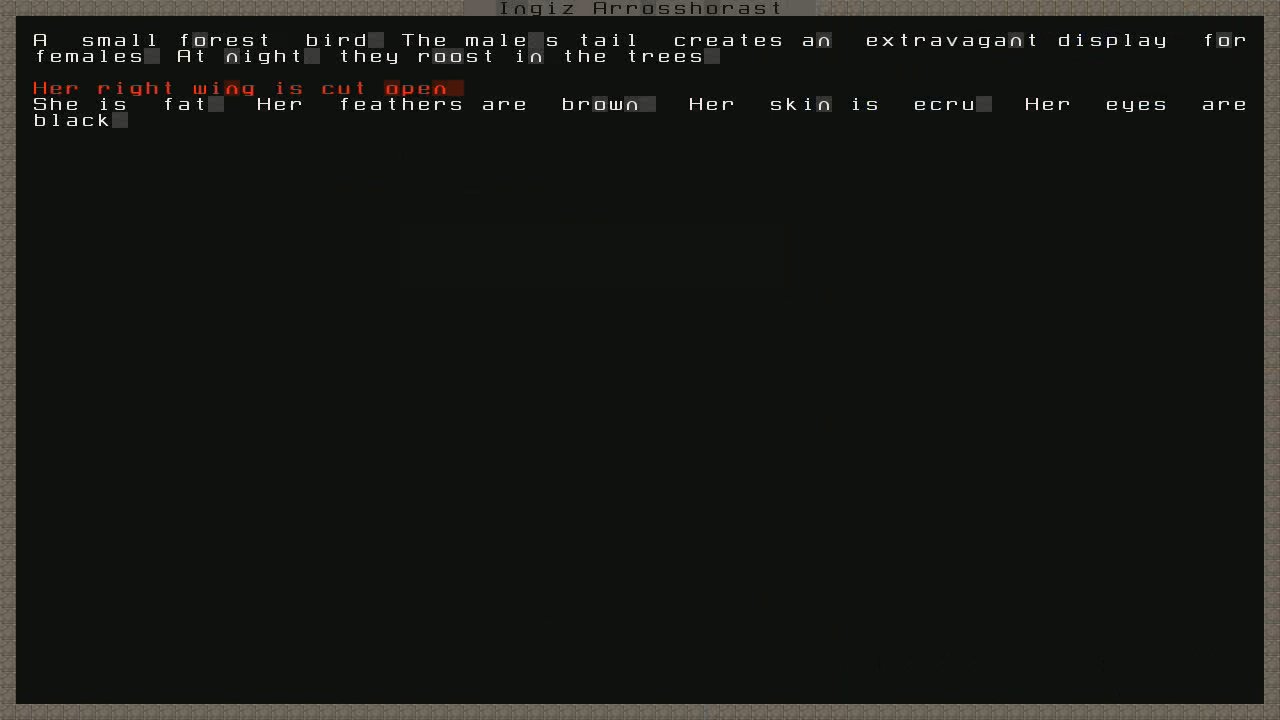 Ingiz Arrosshorast
A small forest bird. The male's tail creates an extravagant display for
females. At night, they roost in the trees.
Her right wing is cut open.
She is fat. Her feathers are brown. Her skin is ecru. Her eyes are
black.